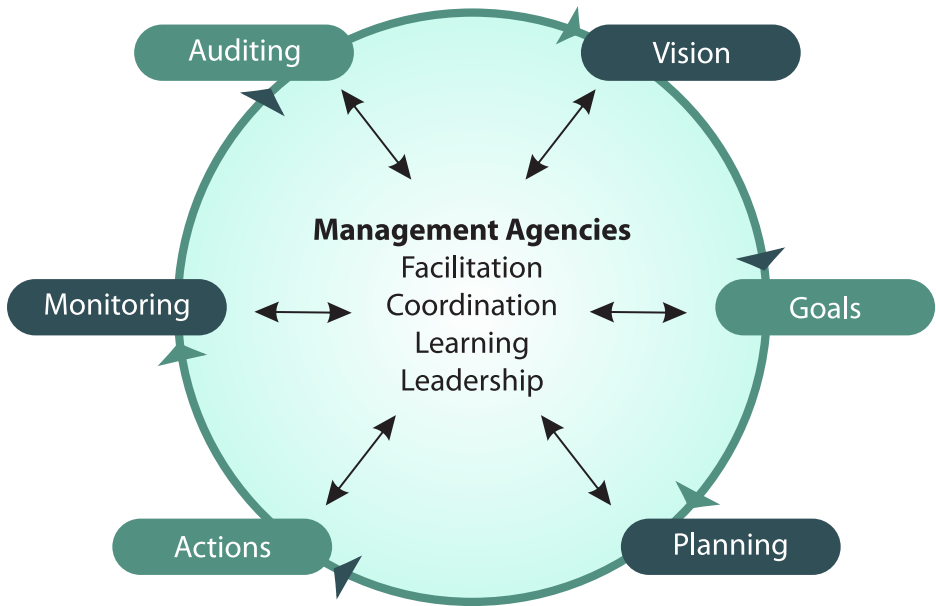 Auditing
Vision
Management Agencies
Facilitation
Coordination
Learning
Leadership
Monitoring
Goals
Actions
Planning